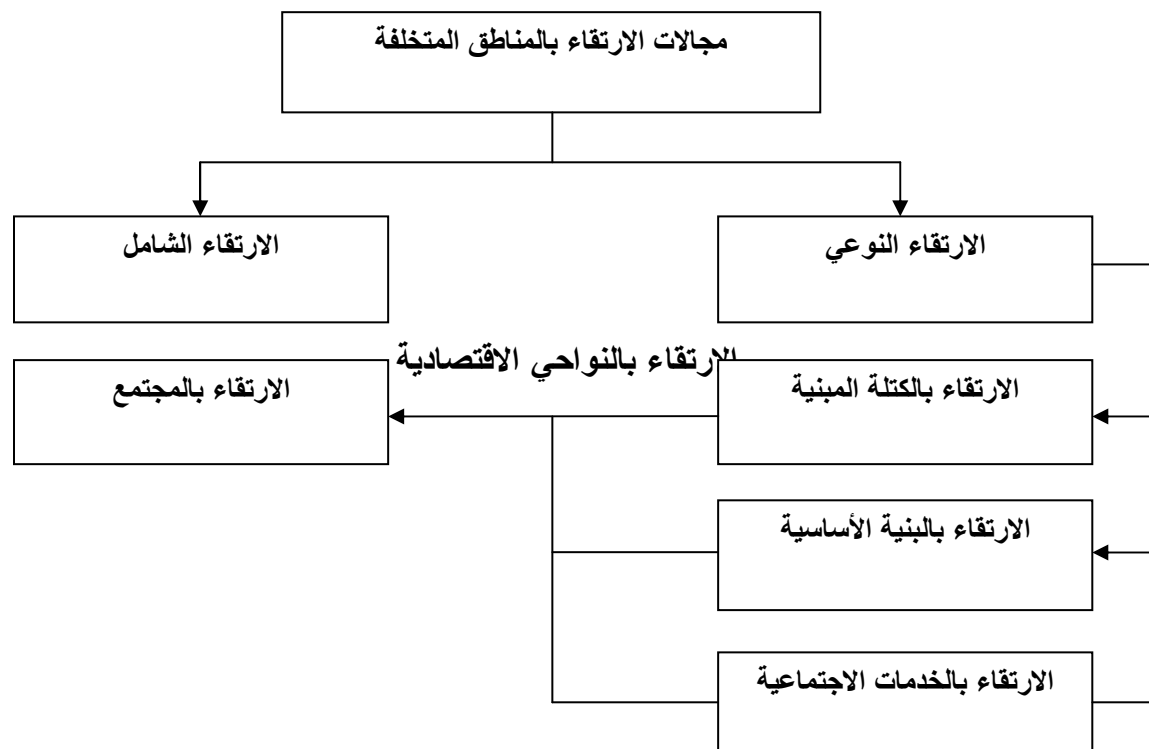 مجالات الارتقاء بالمناطق المتخلفة
الارتقاء النوعي
الارتقاء الشامل
الارتقاء بالنواحي الاقتصادية
الارتقاء بالكتلة المبنية
الارتقاء بالمجتمع
الارتقاء بالبنية الأساسية
الارتقاء بالخدمات الاجتماعية